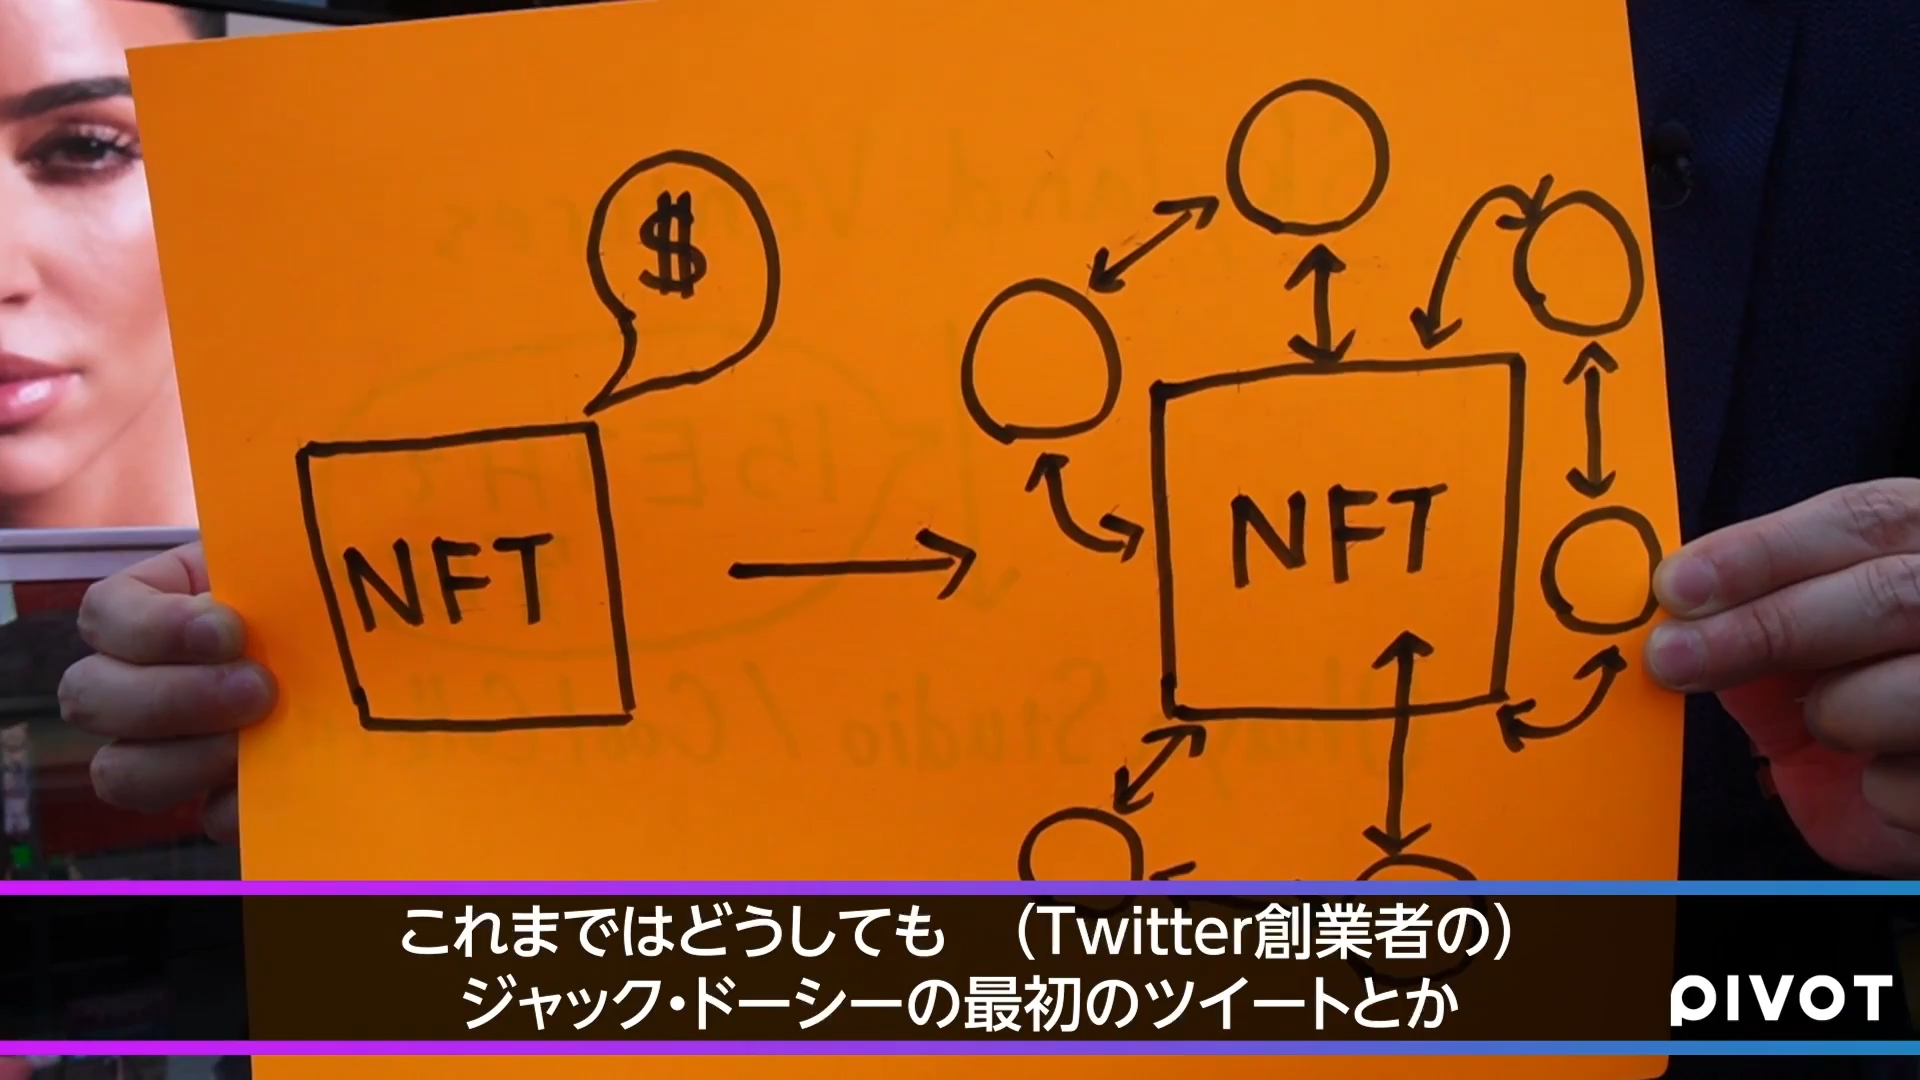 $
NFT
NFT
これまではどうしても （Twitter創業者の）
ジャック・ドーシーの最初のツイートとか
PIVOT